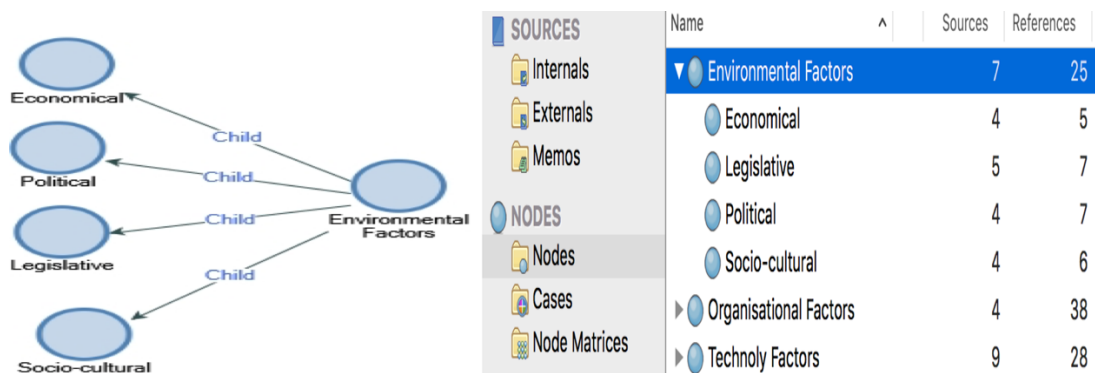 Economical
Child
Political
Child
Child
Legislative
Child
Socio-cultural
Environmental
Factors
SOURCES
Internals
Externals
Memos
NODES
Nodes
Cases
Node Matrices
Name ^ Sources References
Environmental Factors 7 25
Economical 4 5
Legislative 5 7
Political 4 7
Socio-cultural 4 6
Organisational Factors 4 38
Technoly Factors 9 28